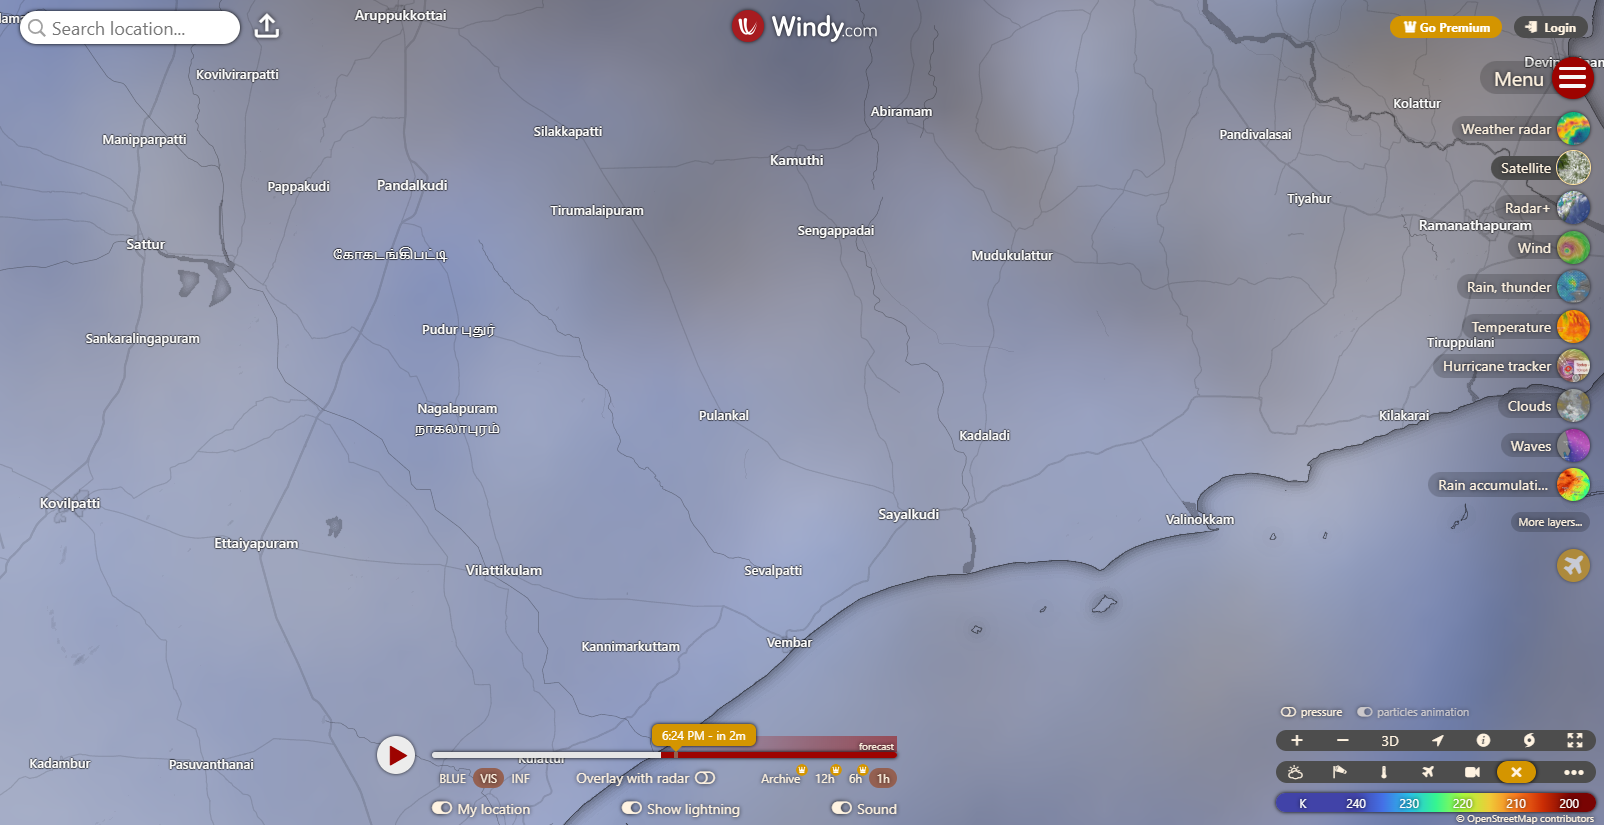 Aruppukkottai
Search location...
Windy.com
Go Premium
Login
Menu
Kovilvirarpatti
Kolattur
Abiramam
Weather radar
Silakkapatti
Pandivalasai
Manipparpatti
Kamuthi
Satellite
Pappakudi
Pandalkudi
Tiyahur
Tirumalaipuram
Radar+
Ramanathapuram
Sengappadai
Sattur
Wind
கோகடங்கிபட்டி
Mudukulattur
Rain, thunder
Pudur புதூர்
Temperature
Sankaralingapuram
Tiruppulani
Hurricane tracker
Nagalapuram
நாகலாபுரம்
Clouds
Pulankal
Kilakarai
Kadaladi
Waves
Rain accumulati...
Kovilpatti
Sayalkudi
Valinokkam
More layers...
Ettaiyapuram
Vilattikulam
Sevalpatti
Kannimarkuttam
Vembar
pressure
particles animation
6:24 PM - in 2m
forecast
3D
Kadambur
Pasuvanthanai
Kulattur
BLUE VIS INF
Overlay with radar
Archive 12h 6h 1h
My location
Show lightning
Sound
K 240 230 220 210 200
© OpenStreetMap contributors